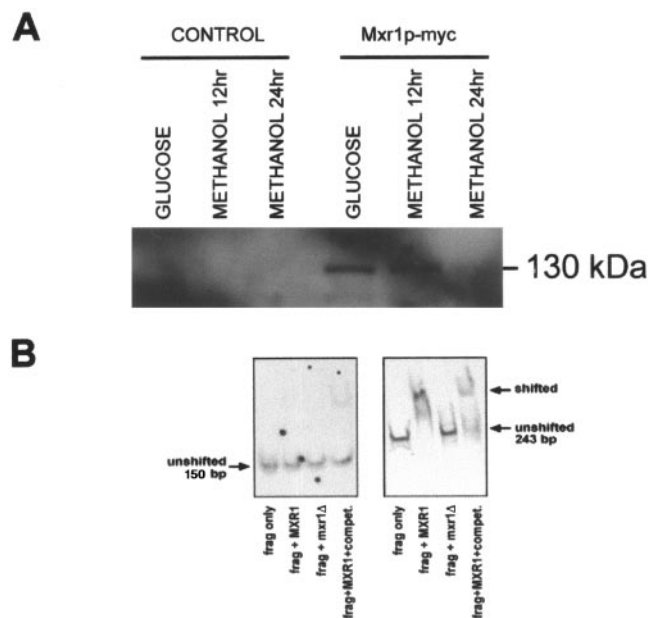 A
CONTROL
Mxr1p-myc
GLUCOSE
METHANOL 12hr
METHANOL 24hr
GLUCOSE
METHANOL 12hr
METHANOL 24hr
130 kDa
B
shifted
unshifted
243 bp
unshifted
150 bp
frag only
frag + MXR1
frag + mxr1Δ
frag+MXR1+compet.
frag only
frag + MXR1
frag + mxr1Δ
frag+MXR1+compet.